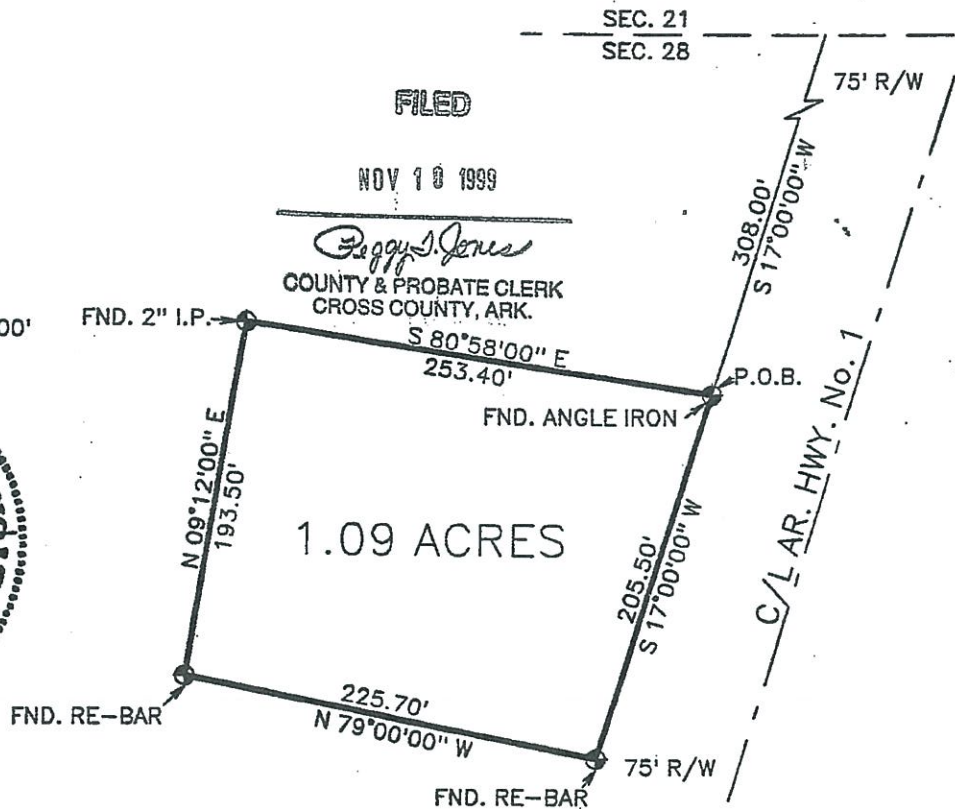 SEC. 21
SEC. 28
75' R/W
FILED
NOV 10 1999
Peggy J. Jones
COUNTY & PROBATE CLERK
CROSS COUNTY, ARK.
308.00'
S 17°00'00" W
00'
FND. 2" I.P.
S 80°58'00" E
253.40'
P.O.B.
FND. ANGLE IRON
N 09°12'00" E
193.50'
1.09 ACRES
205.50'
S 17°00'00" W
C/L AR. HWY. No. 1
FND. RE-BAR
225.70'
N 79°00'00" W
75' R/W
FND. RE-BAR